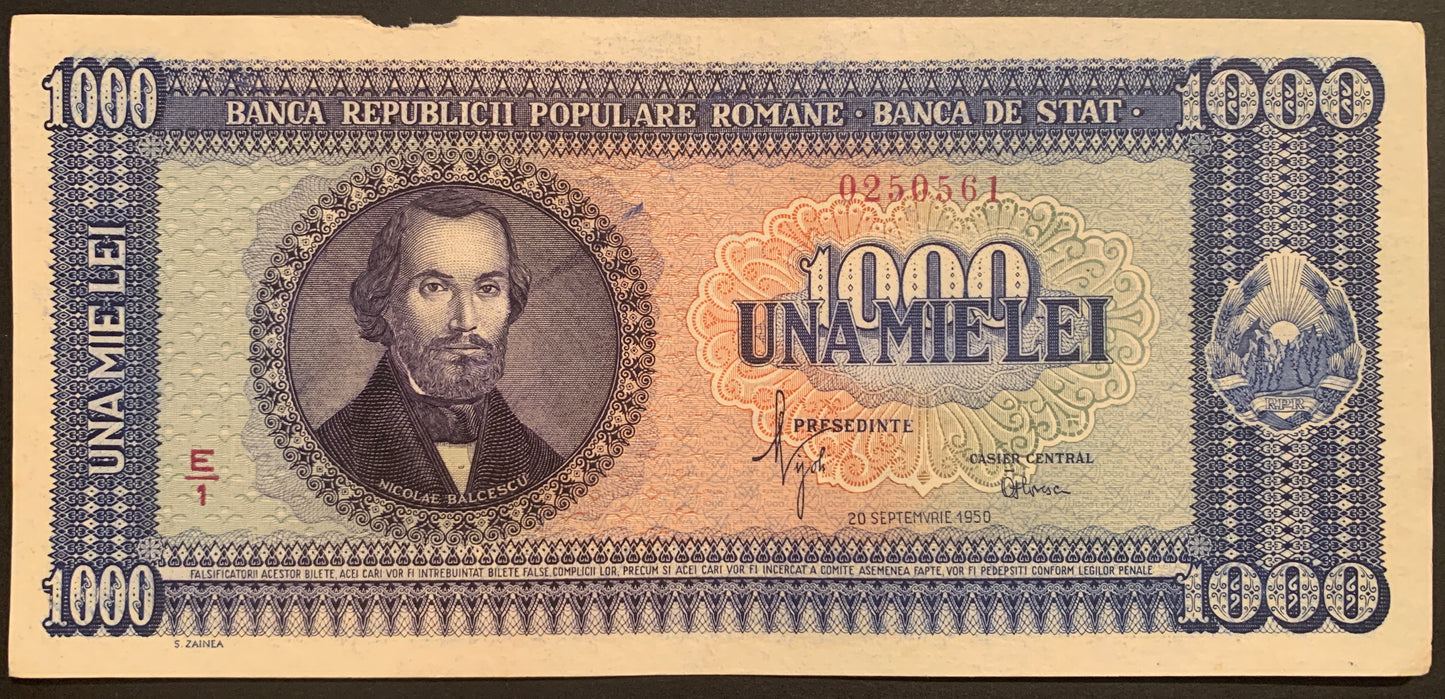 1000
1000
BANCA REPUBLICII POPULARE ROMANE · BANCA DE STAT ·
UNA MIE LEI
0250561
1000
UNA MIE LEI
NICOLAE BALCESCU
E/1
PRESEDINTE
CASIER CENTRAL
20 SEPTEMVRIE 1950
RPR
FALSIFICATORII ACESTOR BILETE, ACEI CARI VOR FI INTREBUINTAT BILETE FALSE, COMPLICII LOR, PRECUM SI ACEI CARI VOR FI INCERCAT A COMITE ASEMENEA FAPTE, VOR FI PEDEPSITI CONFORM LEGILOR PENALE
1000
1000
S. ZAINEA